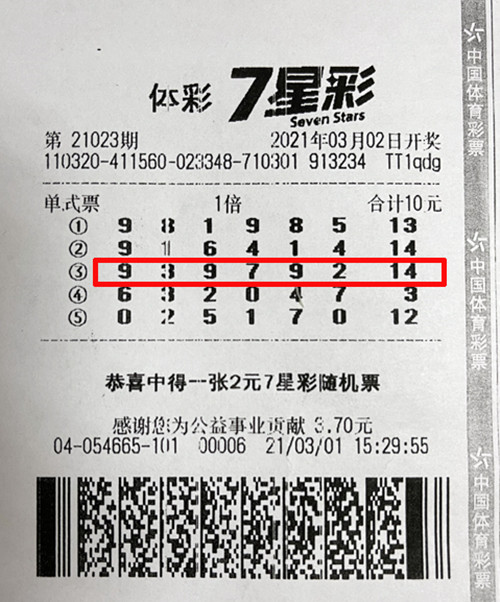 体彩 7星彩
Seven Stars
第 21023期 2021年03月02日开奖
110320-411560-023348-710301 913234 TT1qdg
单式票 1倍 合计10元
① 9 8 1 9 8 5 13
② 9 1 6 4 1 4 14
③ 9 3 9 7 9 2 14
④ 6 3 2 0 4 7 3
⑤ 0 2 5 1 7 0 12
恭喜中得一张2元7星彩随机票
感谢您为公益事业贡献 3.70元
04-054665-101 00006 21/03/01 15:29:55
中国体育彩票
中国体育彩票
中国体育彩票